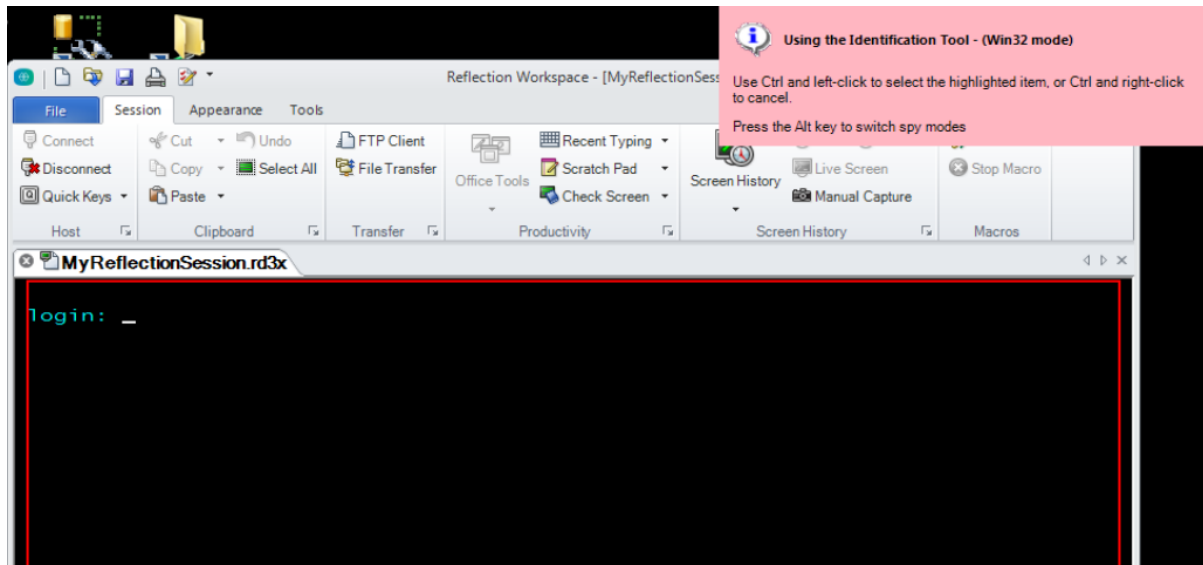 Reflection Workspace - [MyReflectionSess
Using the Identification Tool - (Win32 mode)
Use Ctrl and left-click to select the highlighted item, or Ctrl and right-click
to cancel.
Press the Alt key to switch spy modes
File Session Appearance Tools
Connect Cut Undo FTP Client Recent Typing
Disconnect Copy Select All File Transfer Office Tools Scratch Pad Screen History Live Screen Stop Macro
Quick Keys Paste Check Screen Manual Capture
Host Clipboard Transfer Productivity Screen History Macros
MyReflectionSession.rd3x
login: _